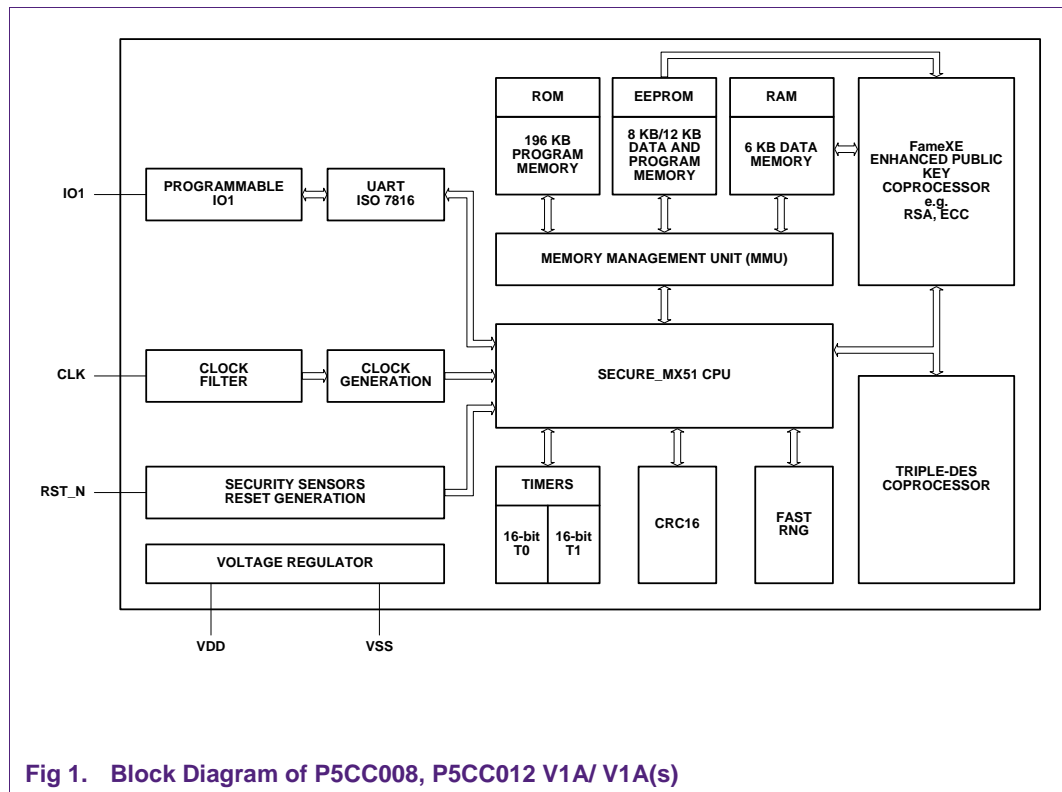 ROM
196 KB
PROGRAM
MEMORY
EEPROM
8 KB/12 KB
DATA AND
PROGRAM
MEMORY
RAM
6 KB DATA
MEMORY
FameXE
ENHANCED PUBLIC
KEY
COPROCESSOR
e.g.
RSA, ECC
IO1
PROGRAMMABLE
IO1
UART
ISO 7816
MEMORY MANAGEMENT UNIT (MMU)
CLK
CLOCK
FILTER
CLOCK
GENERATION
SECURE_MX51 CPU
RST_N
SECURITY SENSORS
RESET GENERATION
TIMERS
16-bit
T0
16-bit
T1
CRC16
FAST
RNG
TRIPLE-DES
COPROCESSOR
VOLTAGE REGULATOR
VDD
VSS
Fig 1. Block Diagram of P5CC008, P5CC012 V1A/ V1A(s)